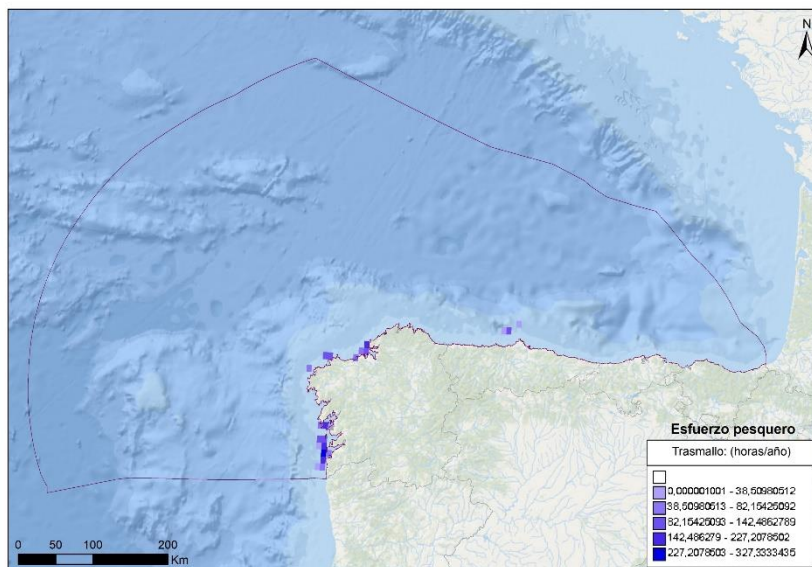 N
Esfuerzo pesquero
Trasmallo: (horas/año)
0,000001001 - 38,50980512
38,50980513 - 82,15425092
82,15425093 - 142,4862789
142,486279 - 227,2078502
227,2078503 - 327,3333435
0 50 100 200
Km